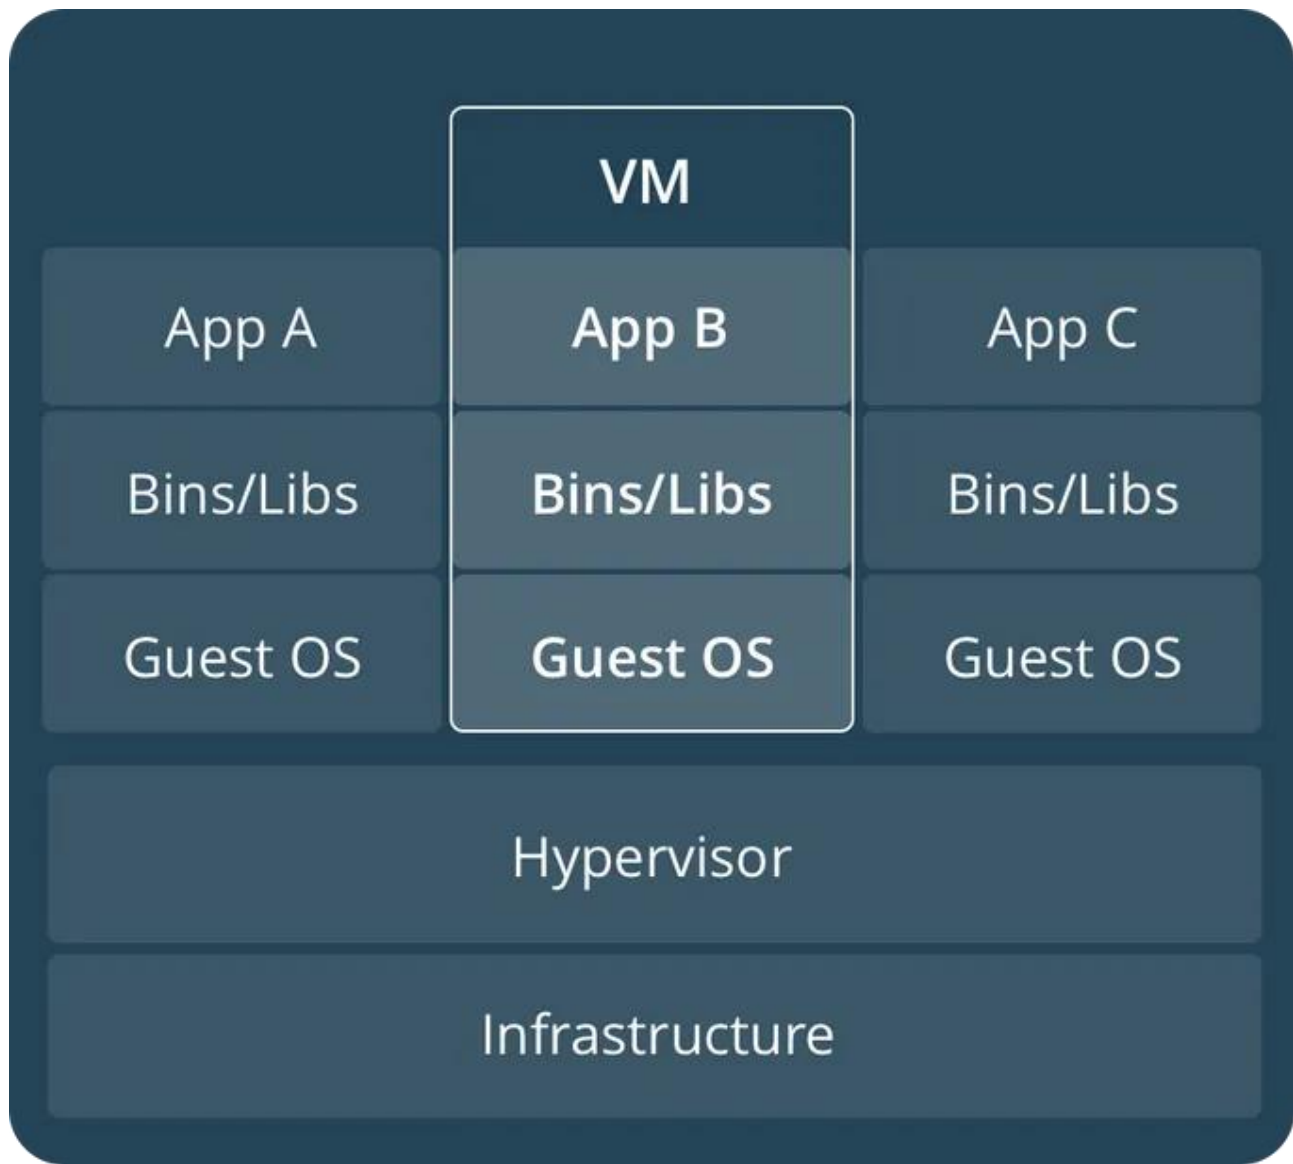 VM
App A
App B
App C
Bins/Libs
Bins/Libs
Bins/Libs
Guest OS
Guest OS
Guest OS
Hypervisor
Infrastructure